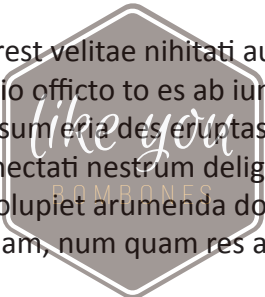 rest velitae nihitati au
io officto to es ab iur
sum eria des eruptas
nectati nestrum delig
olupiet arumenda do
am, num quam res a
like you
BOMBONES